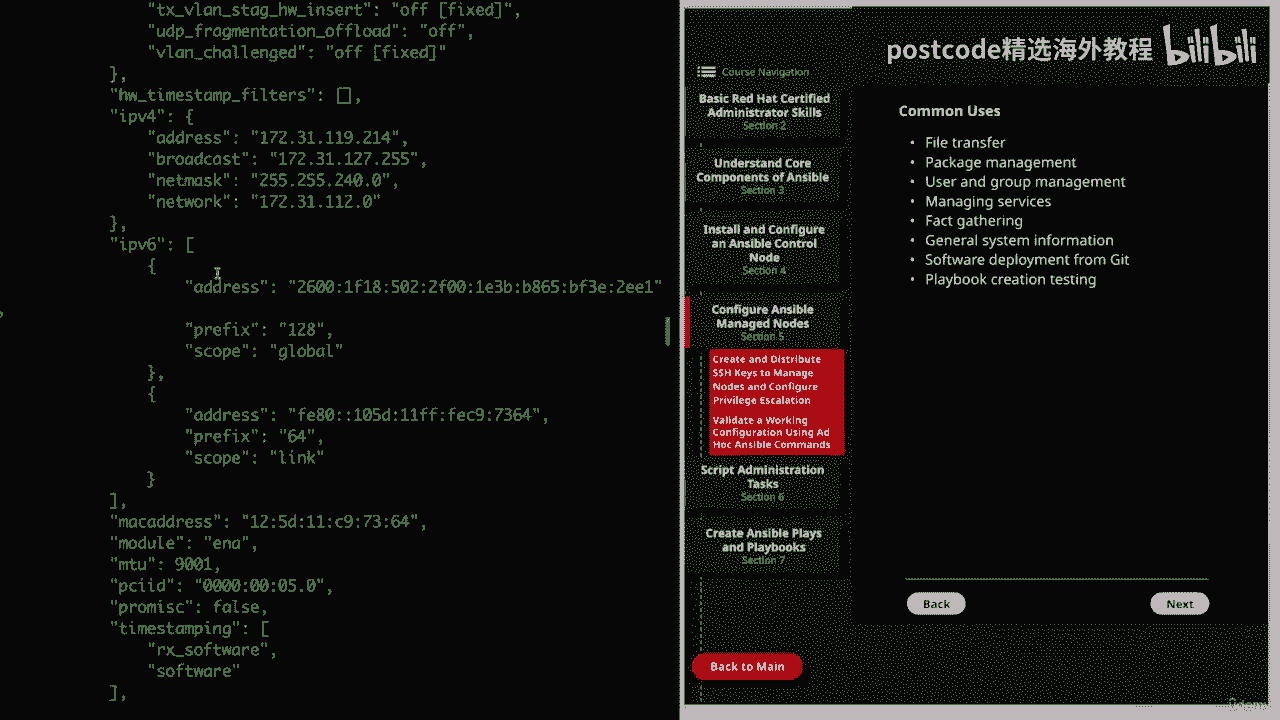 "tx_vlan_stag_hw_insert": "off [fixed]",
"udp_fragmentation_offload": "off",
"vlan_challenged": "off [fixed]"
},
"hw_timestamp_filters": [],
"ipv4": {
"address": "172.31.119.214",
"broadcast": "172.31.127.255",
"netmask": "255.255.240.0",
"network": "172.31.112.0"
},
"ipv6": [
{
"address": "2600:1f18:502:2f00:1e3b:b865:bf3e:2ee1"
,
"prefix": "128",
"scope": "global"
},
{
"address": "fe80::105d:11ff:fec9:7364",
"prefix": "64",
"scope": "link"
}
],
"macaddress": "12:5d:11:c9:73:64",
"module": "ena",
"mtu": 9001,
"pciid": "0000:00:05.0",
"promisc": false,
"timestamping": [
"rx_software",
"software"
],
postcode精选海外教程 bilibili
Course Navigation
Basic Red Hat Certified
Administrator Skills
Section 2
Understand Core
Components of Ansible
Section 3
Install and Configure
an Ansible Control
Node
Section 4
Configure Ansible
Managed Nodes
Section 5
Create and Distribute
SSH Keys to Manage
Nodes and Configure
Privilege Escalation
Validate a Working
Configuration Using Ad
Hoc Ansible Commands
Script Administration
Tasks
Section 6
Create Ansible Plays
and Playbooks
Section 7
Back to Main
Common Uses
• File transfer
• Package management
• User and group management
• Managing services
• Fact gathering
• General system information
• Software deployment from Git
• Playbook creation testing
Back
Next
Udemy